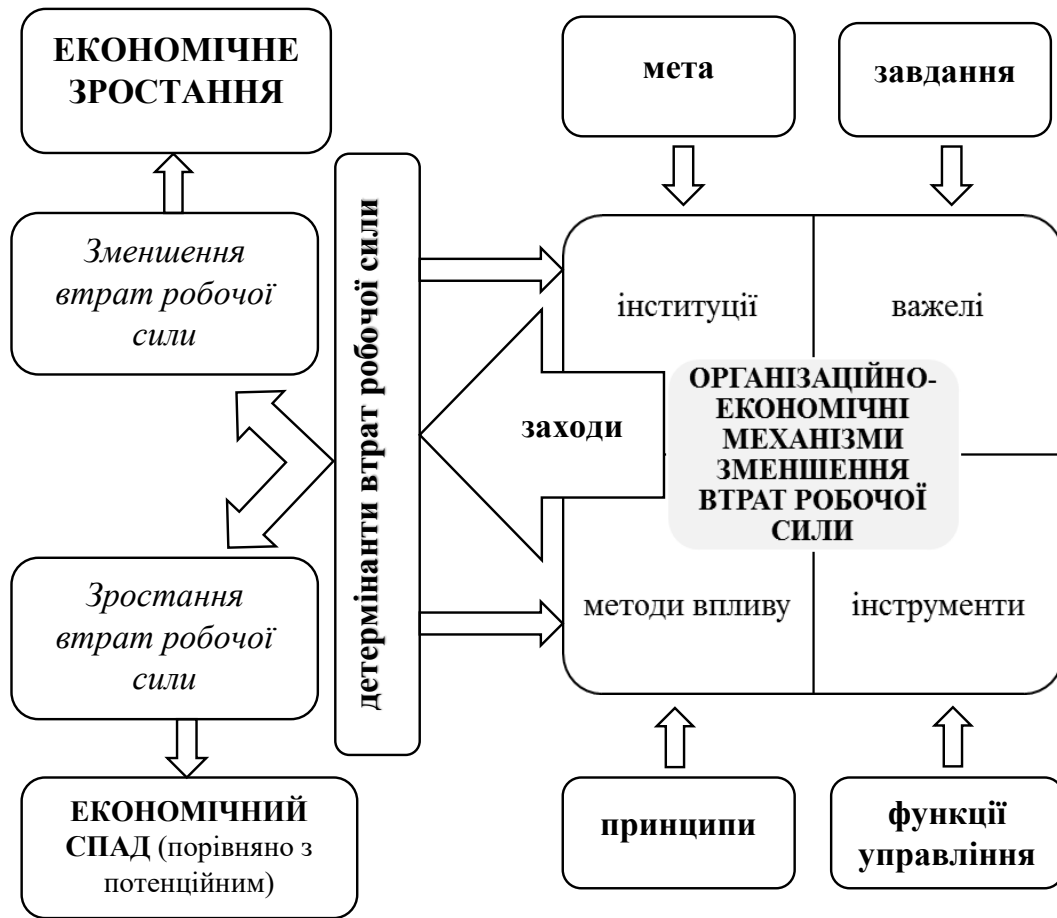 ЕКОНОМІЧНЕ
ЗРОСТАННЯ
мета
завдання
Зменшення
втрат робочої
сили
детермінанти втрат робочої сили
інституції
важелі
заходи
ОРГАНІЗАЦІЙНО-
ЕКОНОМІЧНІ
МЕХАНІЗМИ
ЗМЕНШЕННЯ
ВТРАТ РОБОЧОЇ
СИЛИ
Зростання
втрат робочої
сили
методи впливу
інструменти
ЕКОНОМІЧНИЙ
СПАД (порівняно з
потенційним)
принципи
функції
управління